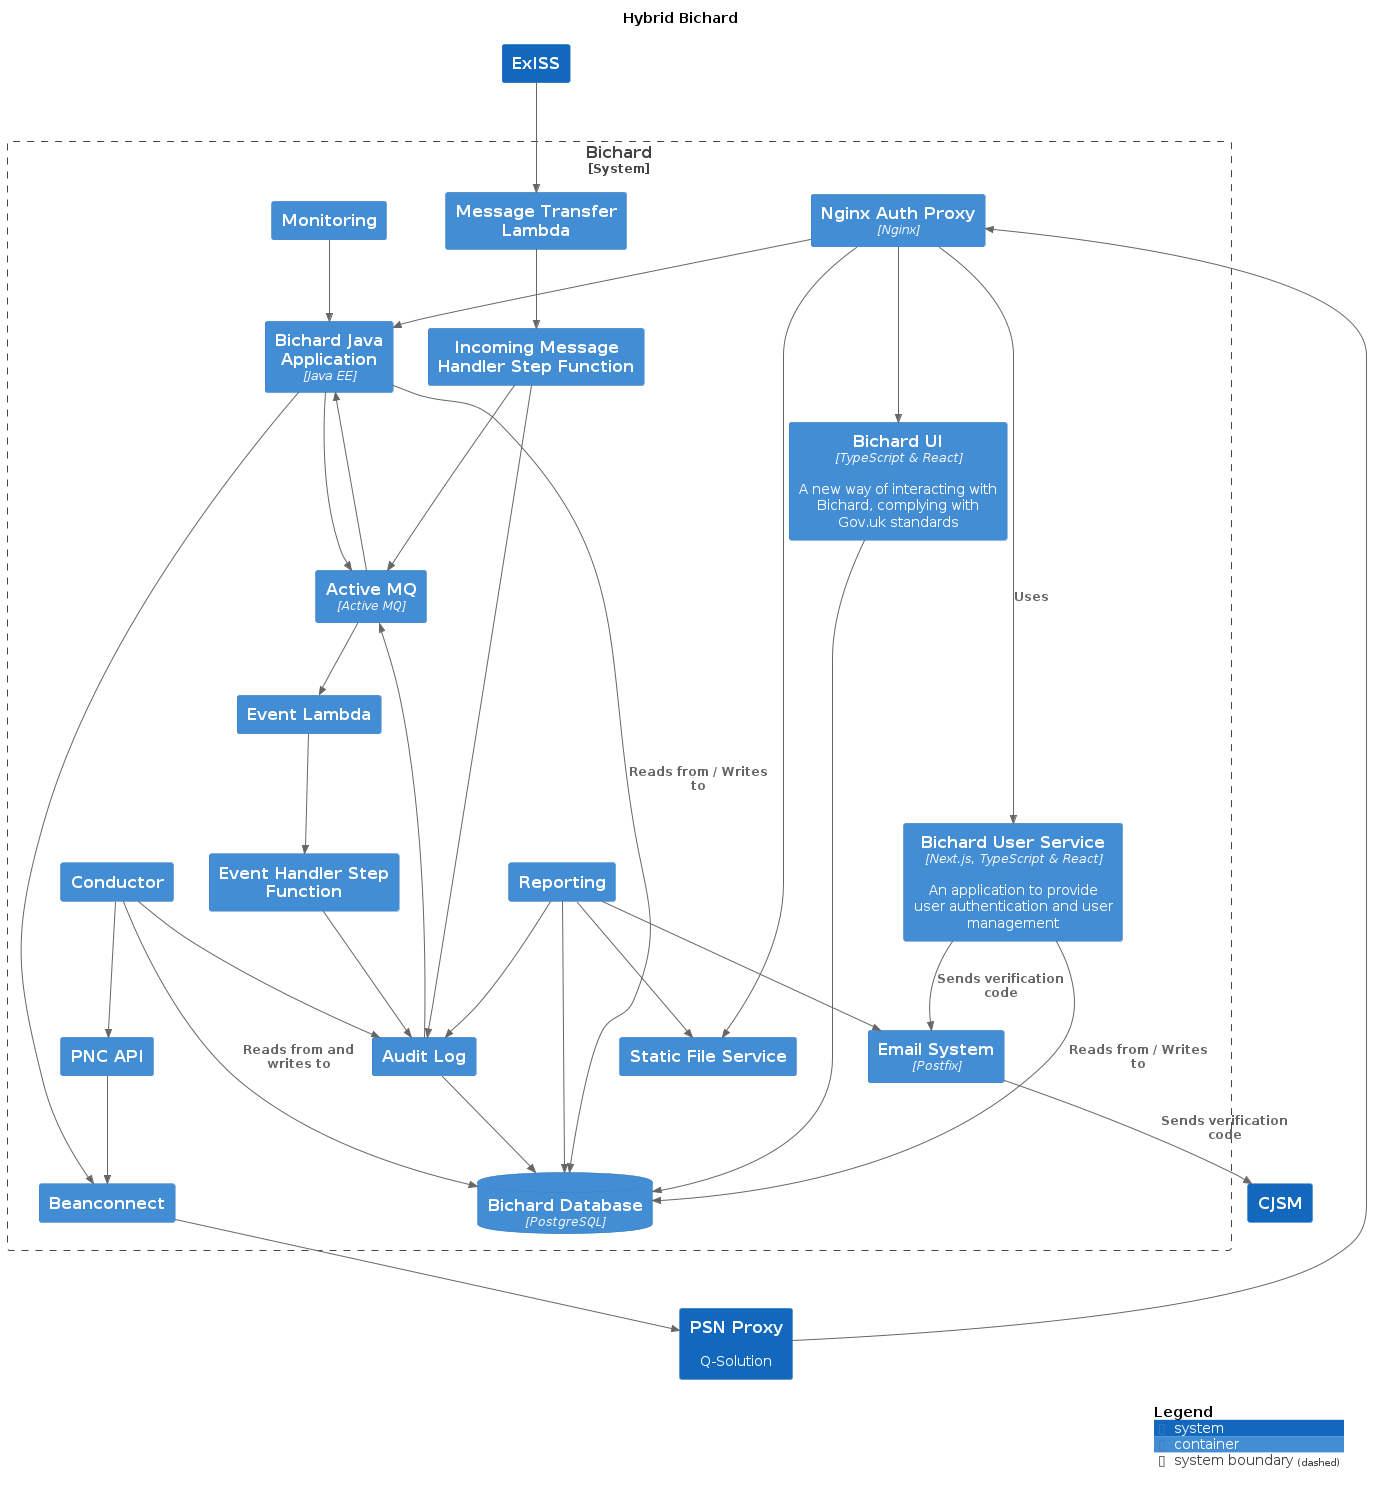 Hybrid Bichard
ExISS
Bichard
[System]
Monitoring
Message Transfer
Lambda
Nginx Auth Proxy
[Nginx]
Bichard Java
Application
[Java EE]
Incoming Message
Handler Step Function
Bichard UI
[TypeScript & React]
A new way of interacting with
Bichard, complying with
Gov.uk standards
Active MQ
[Active MQ]
Uses
Event Lambda
Reads from / Writes
to
Conductor
Event Handler Step
Function
Reporting
Bichard User Service
[Next.js, TypeScript & React]
An application to provide
user authentication and user
management
Sends verification
code
PNC API
Reads from and
writes to
Audit Log
Static File Service
Email System
[Postfix]
Reads from / Writes
to
Sends verification
code
Beanconnect
Bichard Database
[PostgreSQL]
CJSM
PSN Proxy
Q-Solution
Legend
system
container
system boundary (dashed)